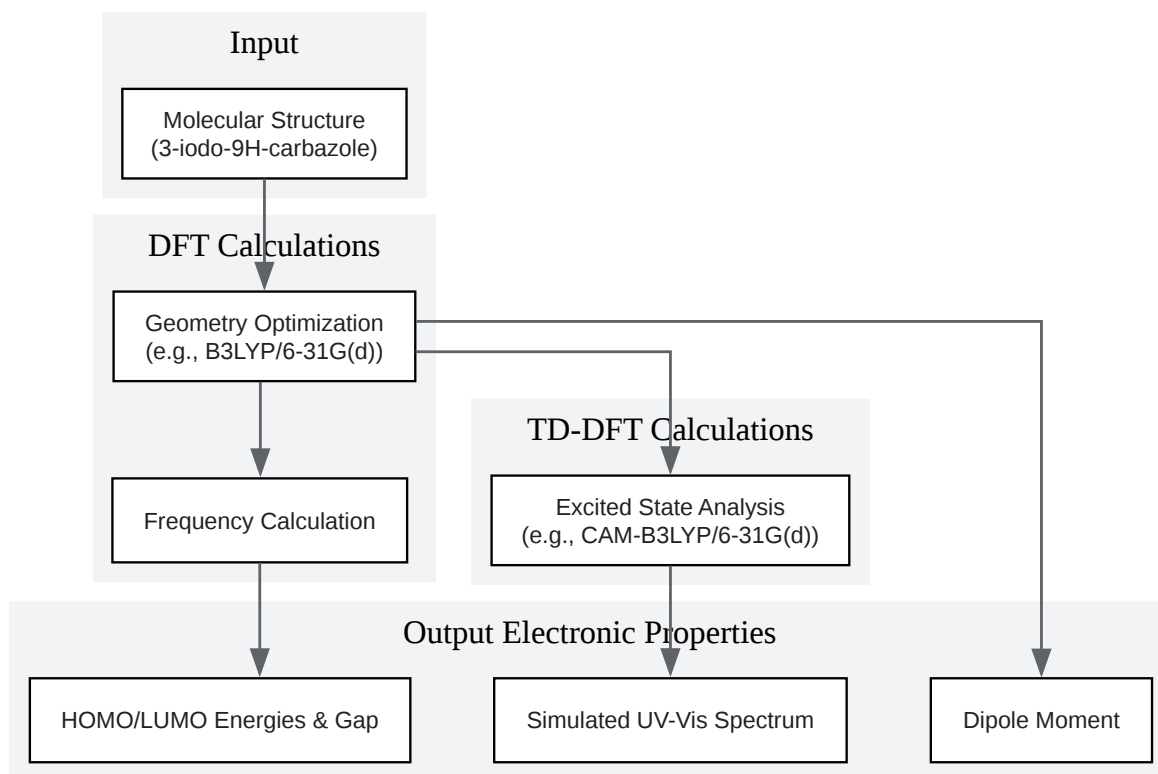 Input
Molecular Structure
(3-iodo-9H-carbazole)
DFT Calculations
Geometry Optimization
(e.g., B3LYP/6-31G(d))
TD-DFT Calculations
Frequency Calculation
Excited State Analysis
(e.g., CAM-B3LYP/6-31G(d))
Output Electronic Properties
HOMO/LUMO Energies & Gap
Simulated UV-Vis Spectrum
Dipole Moment